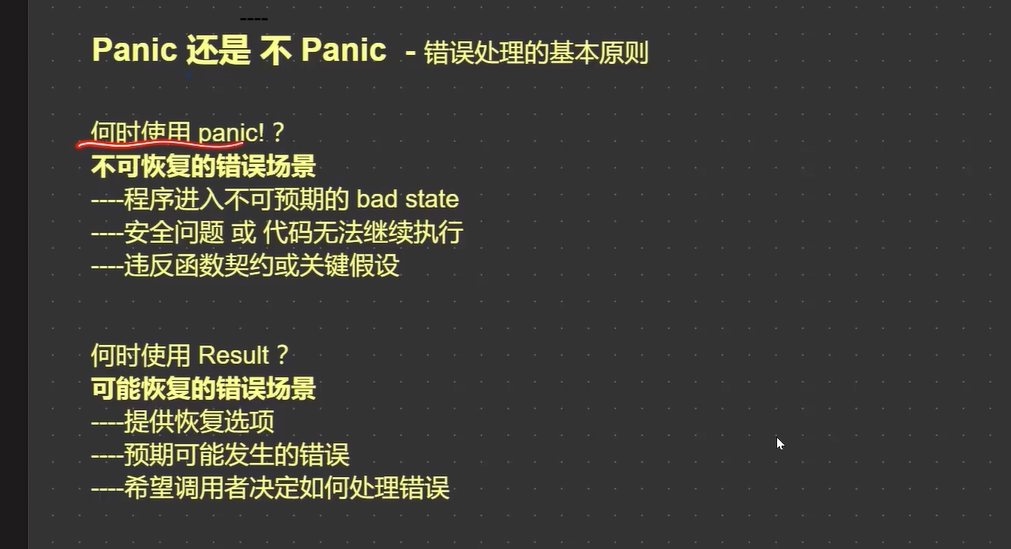 ----
Panic 还是 不 Panic - 错误处理的基本原则
何时使用 panic!？
不可恢复的错误场景
----程序进入不可预期的 bad state
----安全问题 或 代码无法继续执行
----违反函数契约或关键假设
何时使用 Result？
可能恢复的错误场景
----提供恢复选项
----预期可能发生的错误
----希望调用者决定如何处理错误